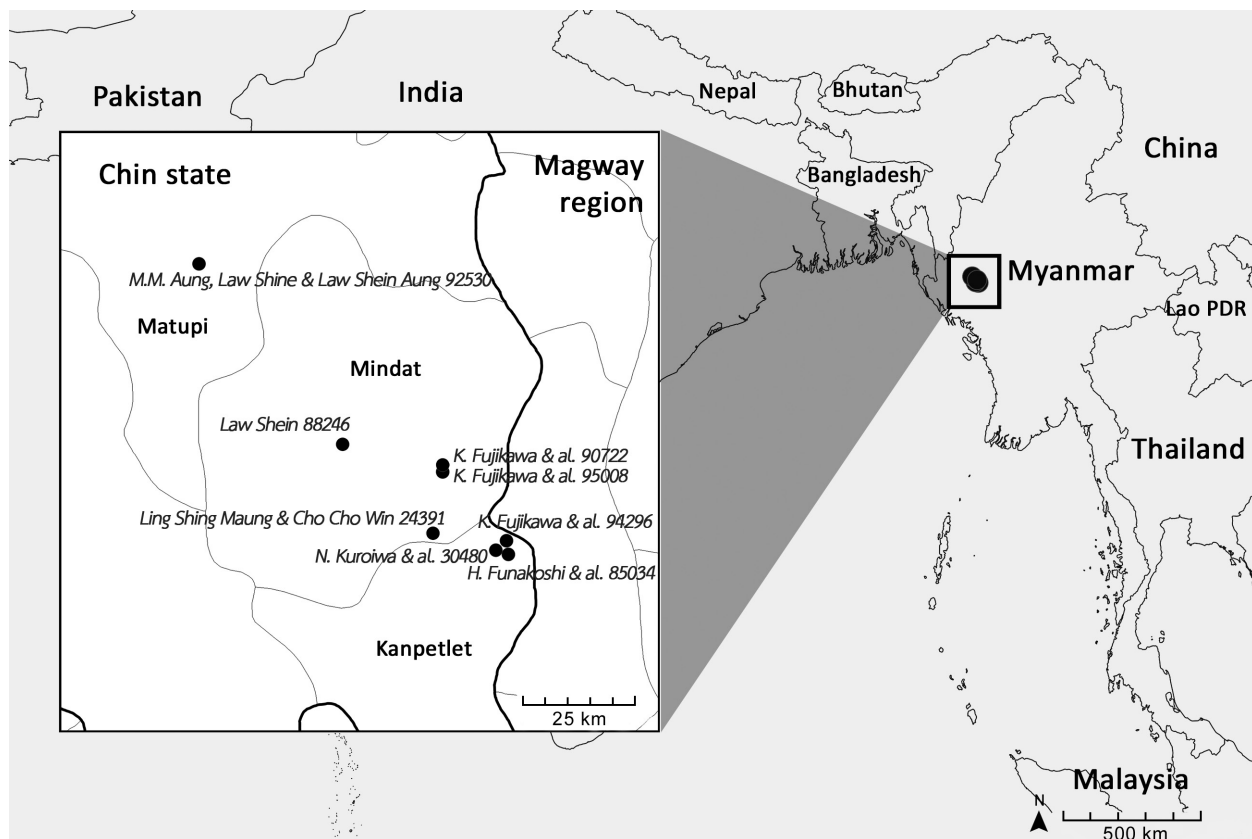 Pakistan
India
Nepal
Bhutan
China
Bangladesh
Myanmar
Lao PDR
Thailand
Malaysia
Chin state
Magway
region
M.M. Aung, Law Shine & Law Shein Aung 92530
Matupi
Mindat
Law Shein 88246
K. Fujikawa & al. 90722
K. Fujikawa & al. 95008
Ling Shing Maung & Cho Cho Win 24391
K. Fujikawa & al. 94296
N. Kuroiwa & al. 30480
H. Funakoshi & al. 85034
Kanpetlet
25 km
N
500 km